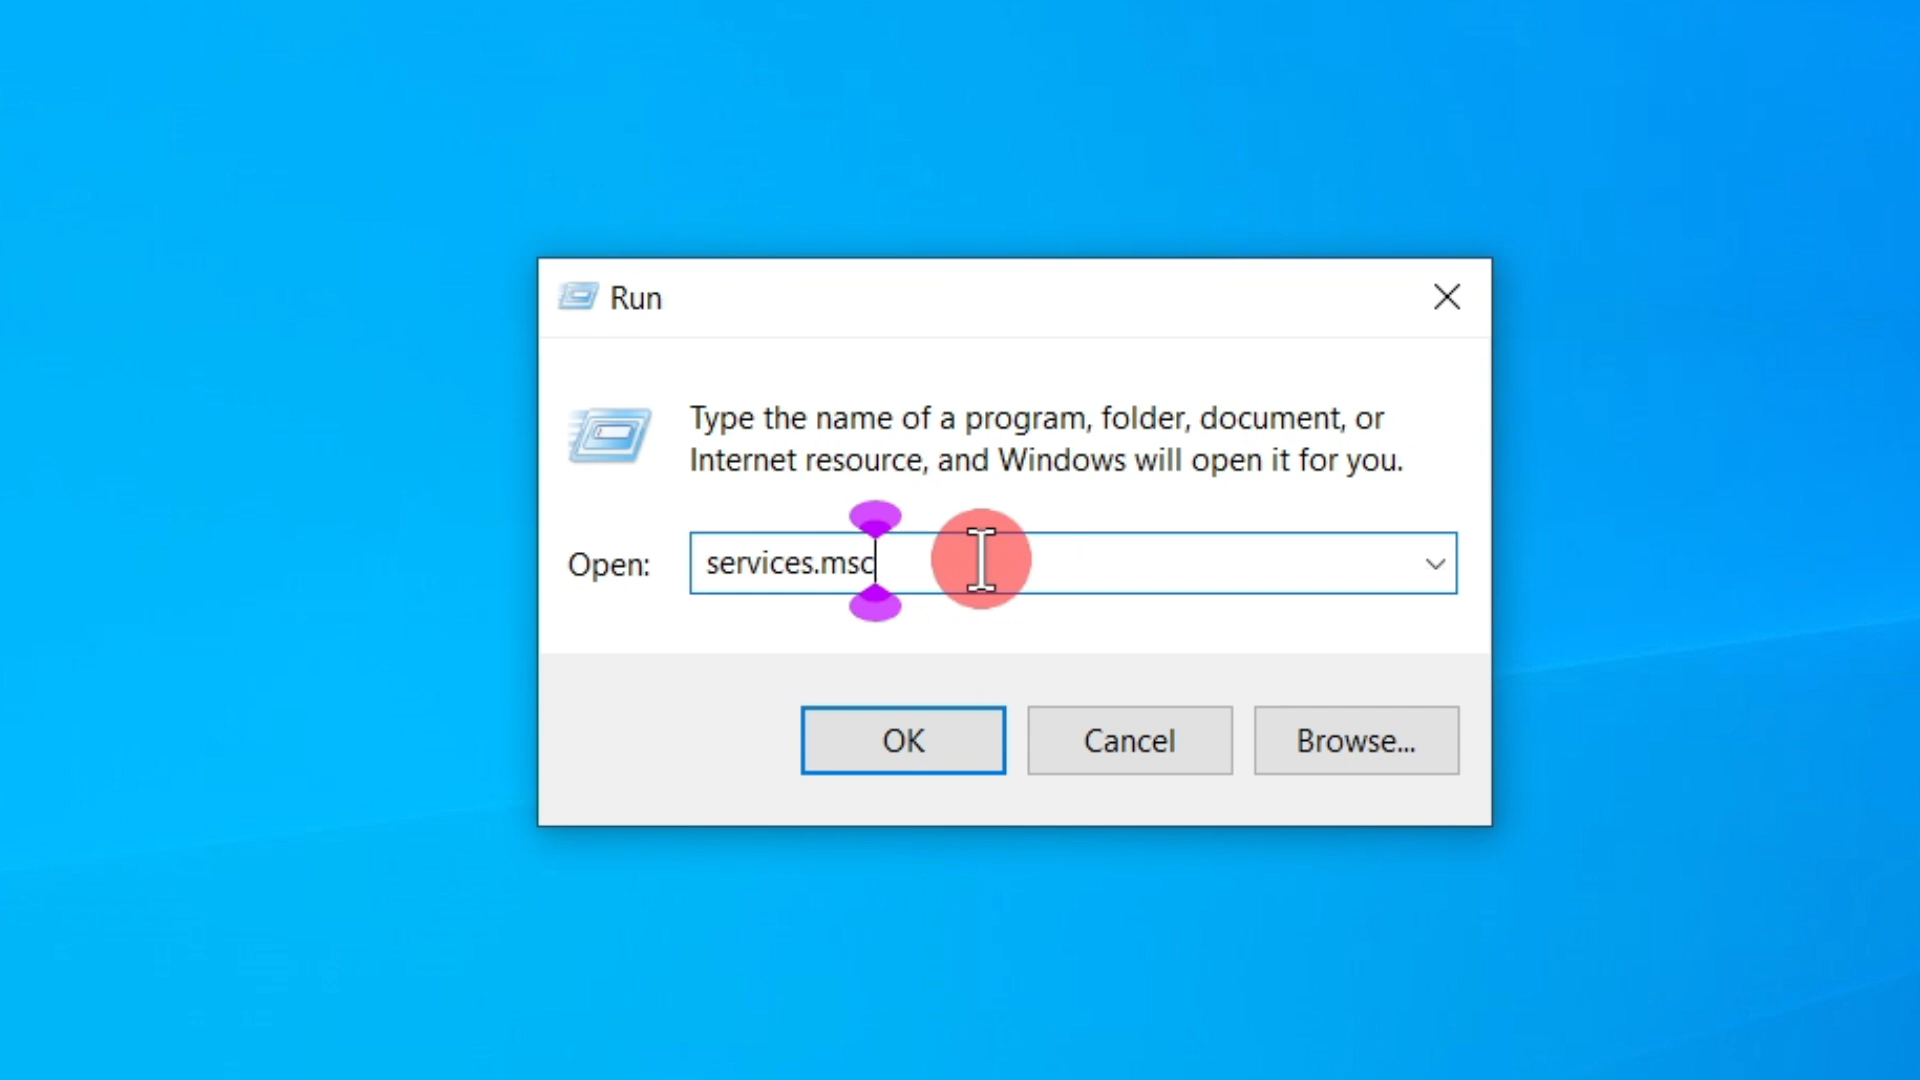 Run
Type the name of a program, folder, document, or
Internet resource, and Windows will open it for you.
Open: services.msc
OK Cancel Browse...